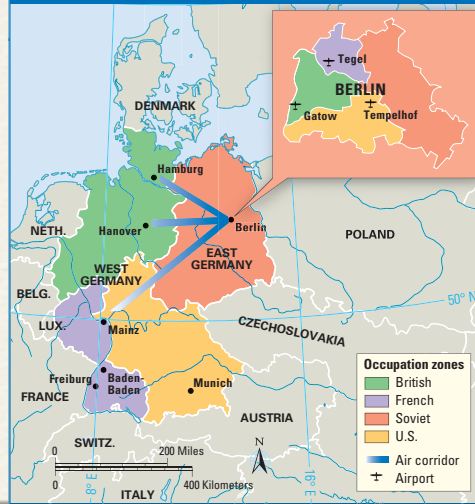 Tegel
BERLIN
Gatow
Tempelhof
DENMARK
Hamburg
NETH.
Hanover
Berlin
POLAND
EAST
GERMANY
WEST
GERMANY
BELG.
50° N
LUX.
Mainz
CZECHOSLOVAKIA
Freiburg
Baden-
Baden
Munich
FRANCE
AUSTRIA
SWITZ.
ITALY
0
200 Miles
0
400 Kilometers
8° E
N
16° E
Occupation zones
British
French
Soviet
U.S.
Air corridor
Airport